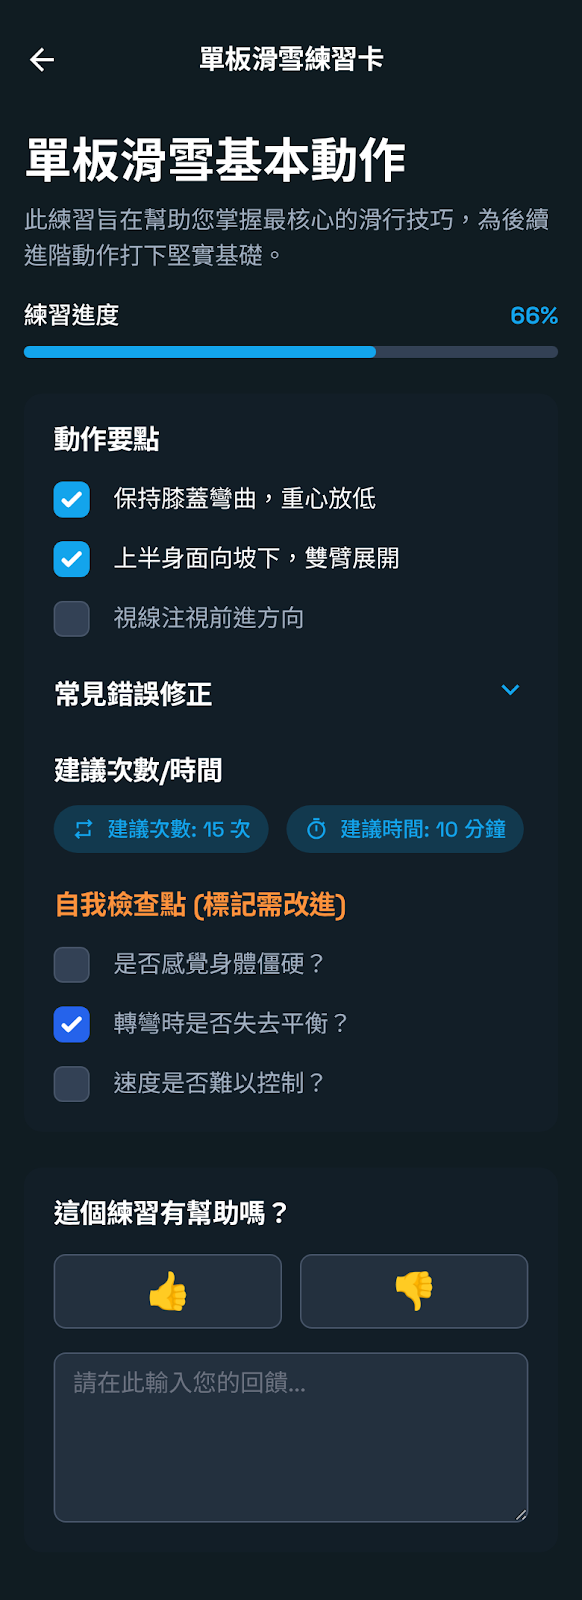 單板滑雪練習卡
單板滑雪基本動作
此練習旨在幫助您掌握最核心的滑行技巧，為後續
進階動作打下堅實基礎。
練習進度
66%
動作要點
保持膝蓋彎曲，重心放低
上半身面向坡下，雙臂展開
視線注視前進方向
常見錯誤修正
建議次數/時間
建議次數: 15 次
建議時間: 10 分鐘
自我檢查點 (標記需改進)
是否感覺身體僵硬？
轉彎時是否失去平衡？
速度是否難以控制？
這個練習有幫助嗎？
請在此輸入您的回饋...